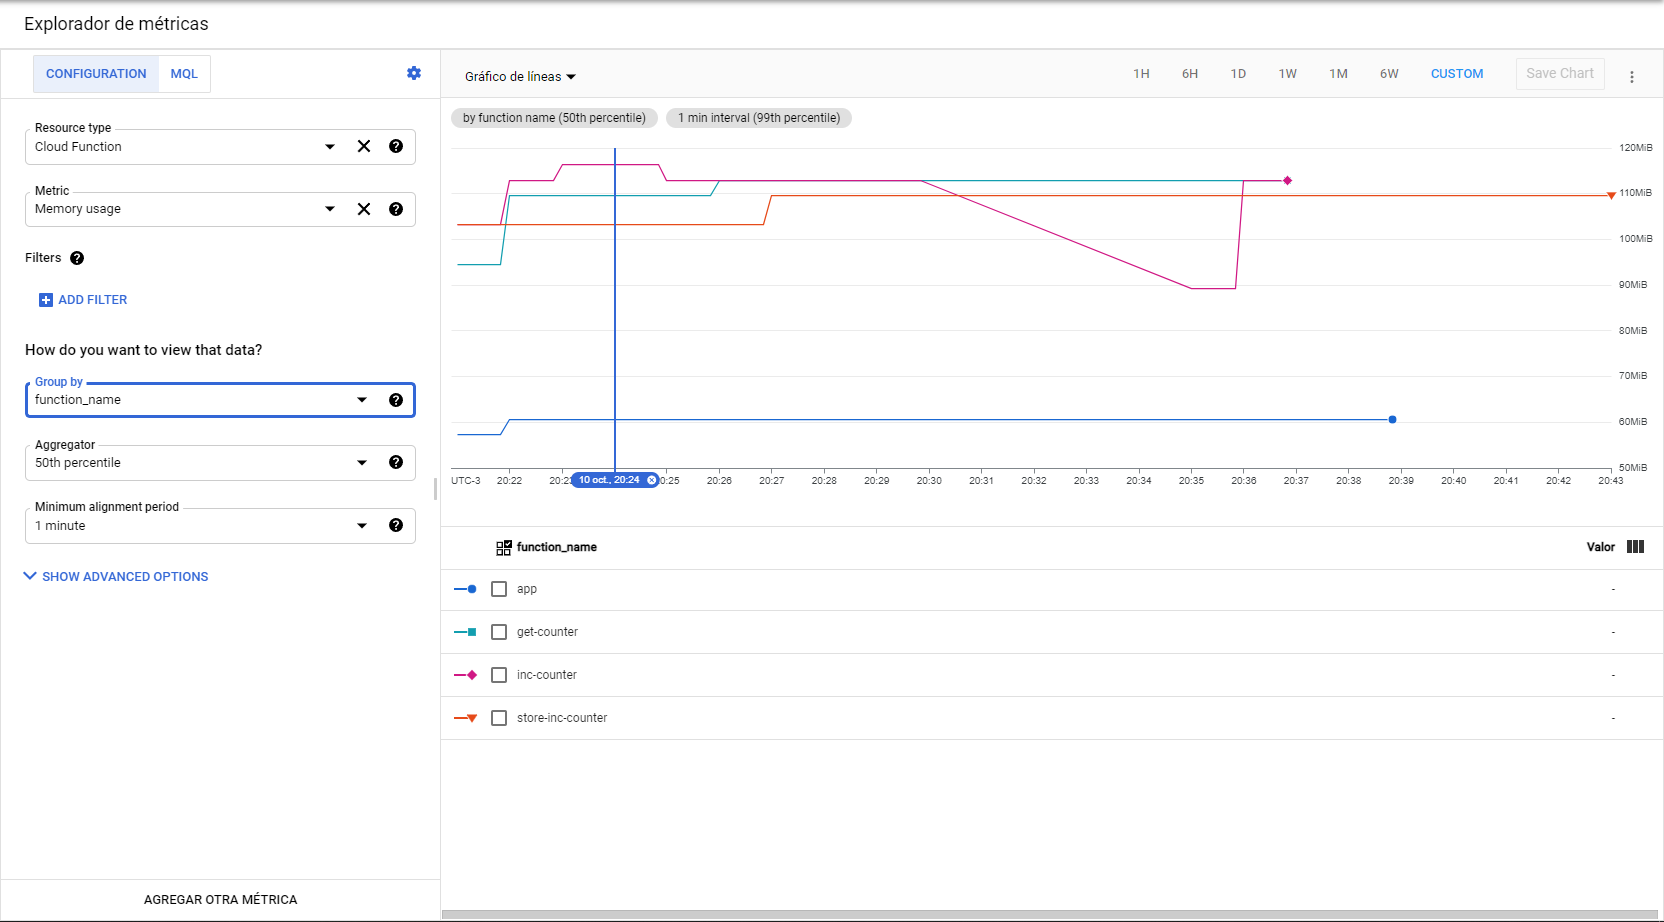 Explorador de métricas
CONFIGURATION MQL
Resource type
Cloud Function
Metric
Memory usage
Filters
ADD FILTER
How do you want to view that data?
Group by
function_name
Aggregator
50th percentile
Minimum alignment period
1 minute
SHOW ADVANCED OPTIONS
AGREGAR OTRA MÉTRICA
Gráfico de líneas
1H 6H 1D 1W 1M 6W CUSTOM Save Chart
by function name (50th percentile) 1 min interval (99th percentile)
120MiB
110MiB
100MiB
90MiB
80MiB
70MiB
60MiB
50MiB
UTC-3 20:22 10 oct., 20:24 20:26 20:27 20:28 20:29 20:30 20:31 20:32 20:33 20:34 20:35 20:36 20:37 20:38 20:39 20:40 20:41 20:42 20:43
function_name Valor
app -
get-counter -
inc-counter -
store-inc-counter -